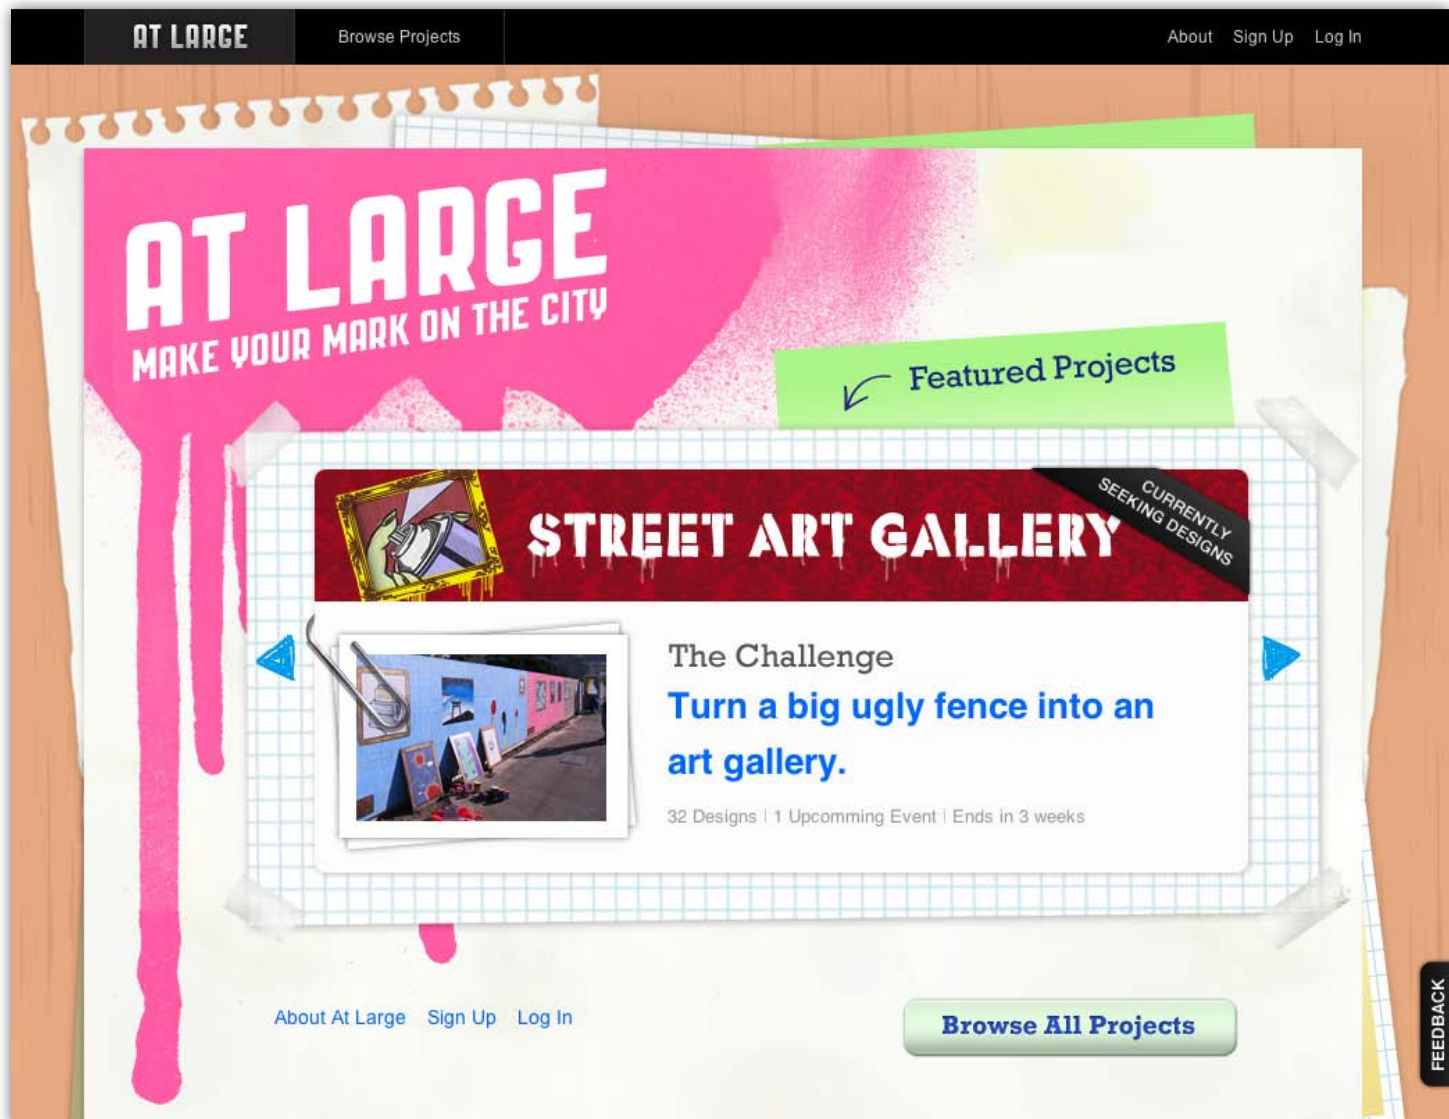 AT LARGE
Browse Projects
About
Sign Up
Log In
AT LARGE
MAKE YOUR MARK ON THE CITY
Featured Projects
STREET ART GALLERY
CURRENTLY
SEEKING DESIGNS
The Challenge
Turn a big ugly fence into an
art gallery.
32 Designs | 1 Upcomming Event | Ends in 3 weeks
About At Large
Sign Up
Log In
Browse All Projects
FEEDBACK